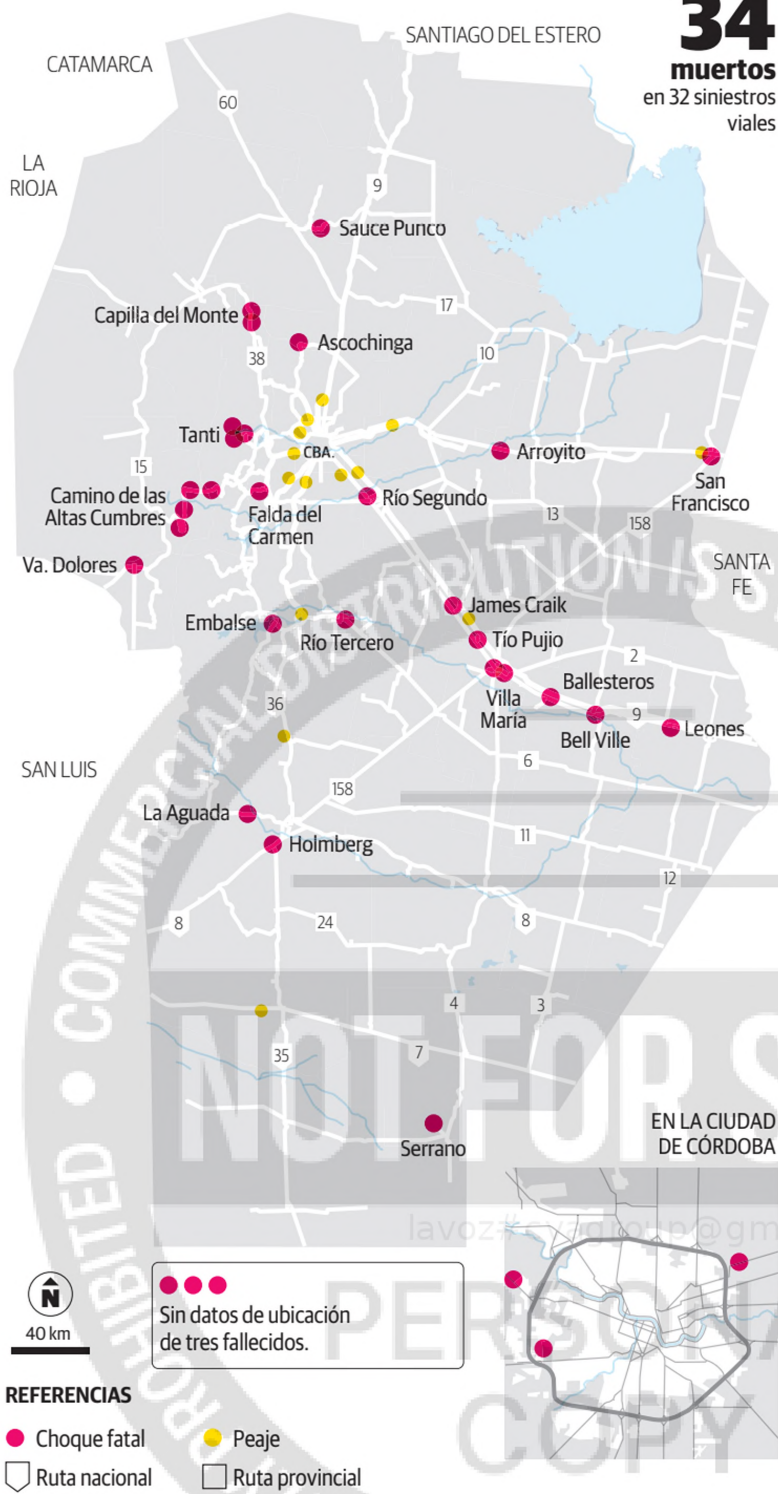 34
muertos
en 32 siniestros
viales
SANTIAGO DEL ESTERO
CATAMARCA
60
LA
RIOJA
9
Sauce Punco
17
Capilla del Monte
Ascochinga
38
10
Tanti
CBA.
Arroyito
15
San
Francisco
Camino de las
Altas Cumbres
Falda del
Carmen
Río Segundo
13
158
Va. Dolores
SANTA
FE
James Craik
Embalse
Río Tercero
Tío Pujio
2
Villa
María
Ballesteros
36
9
Bell Ville
Leones
6
SAN LUIS
158
La Aguada
11
Holmberg
12
8
24
8
4
3
7
35
Serrano
EN LA CIUDAD
DE CÓRDOBA
N
40 km
Sin datos de ubicación
de tres fallecidos.
REFERENCIAS
Choque fatal
Peaje
Ruta nacional
Ruta provincial
PROHIBITED • COMMERCIAL DISTRIBUTION IS S
NOT FOR S
PERSONA
COPY